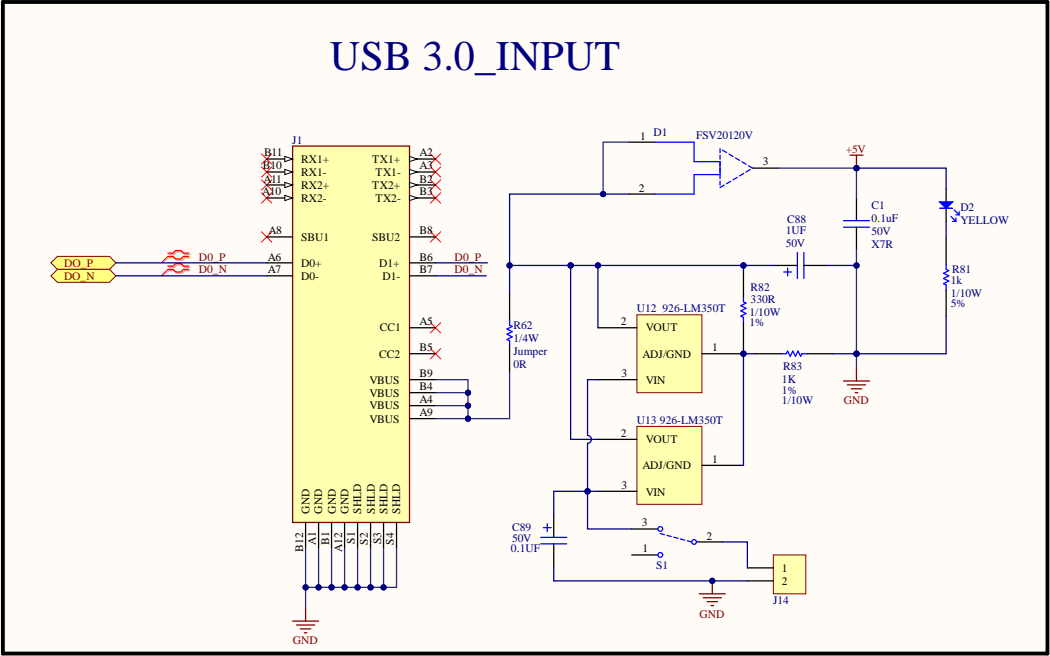 USB 3.0_INPUT
J1
B11 RX1+ TX1+ A2
B10 RX1- TX1- A3
A11 RX2+ TX2+ B2
A10 RX2- TX2- B3
A8 SBU1 SBU2 B8
DO_P D0_P A6 D0+ D1+ B6 D0_P
DO_N D0_N A7 D0- D1- B7 D0_N
CC1 A5
CC2 B5
VBUS B9
VBUS B4
VBUS A4
VBUS A9
GND GND GND GND SHLD SHLD SHLD SHLD
B12 A1 B1 A12 S1 S2 S3 S4
GND
R62
1/4W
Jumper
0R
1 D1 FSV20120V
2
3
+5V
C1
0.1uF
50V
X7R
D2
YELLOW
C88
1UF
50V
+
R81
1k
1/10W
5%
R82
330R
1/10W
1%
U12 926-LM350T
2 VOUT
ADJ/GND 1
3 VIN
R83
1K
1%
1/10W
GND
U13 926-LM350T
2 VOUT
ADJ/GND 1
3 VIN
C89
50V
0.1UF
+
3
2
1
S1
1
2
J14
GND